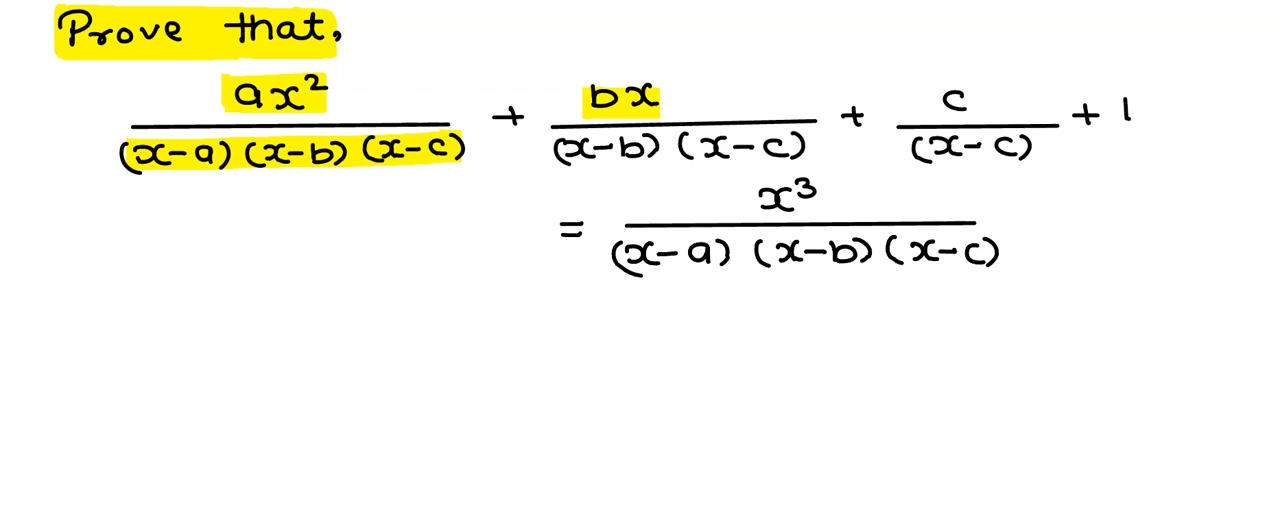 Prove that,
ax²/((x-a)(x-b)(x-c)) + bx/((x-b)(x-c)) + c/(x-c) + 1
= x³/((x-a)(x-b)(x-c))